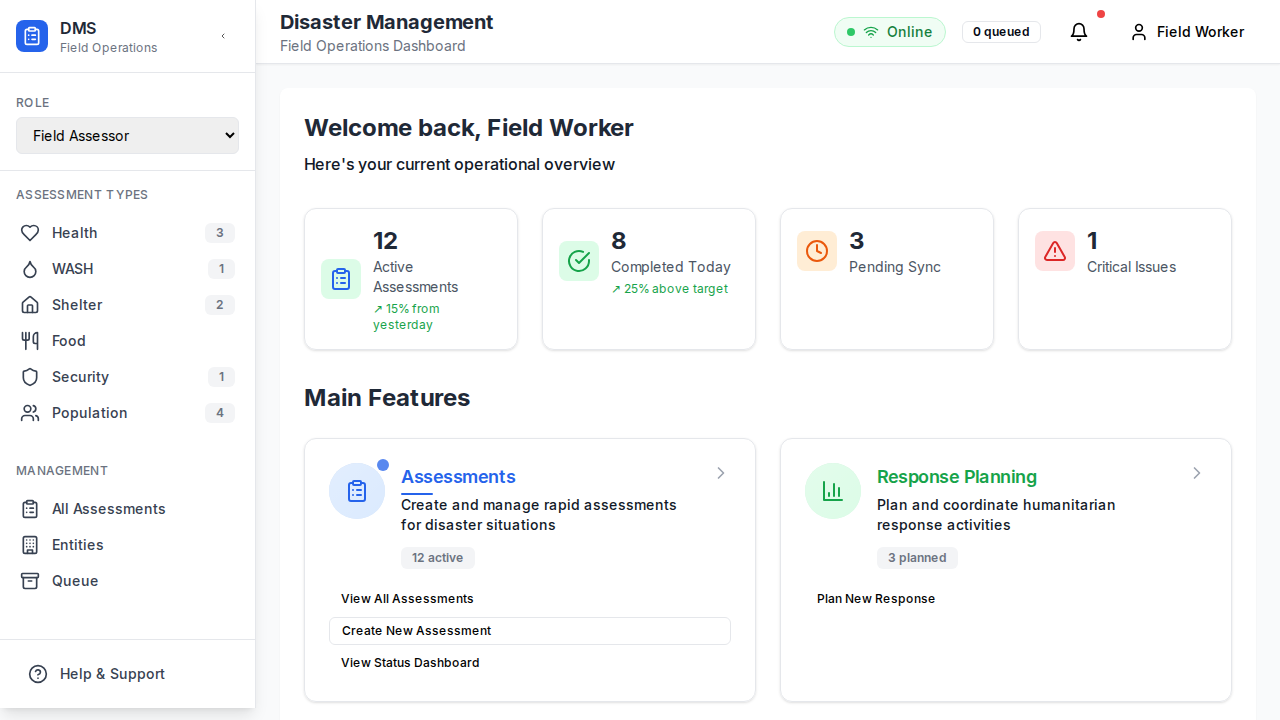 DMS
Field Operations
ROLE
Field Assessor
ASSESSMENT TYPES
Health 3
WASH 1
Shelter 2
Food
Security 1
Population 4
MANAGEMENT
All Assessments
Entities
Queue
Help & Support
Disaster Management
Field Operations Dashboard
Online
0 queued
Field Worker
Welcome back, Field Worker
Here's your current operational overview
12
Active
Assessments
↗ 15% from
yesterday
8
Completed Today
↗ 25% above target
3
Pending Sync
1
Critical Issues
Main Features
Assessments
Create and manage rapid assessments
for disaster situations
12 active
View All Assessments
Create New Assessment
View Status Dashboard
Response Planning
Plan and coordinate humanitarian
response activities
3 planned
Plan New Response